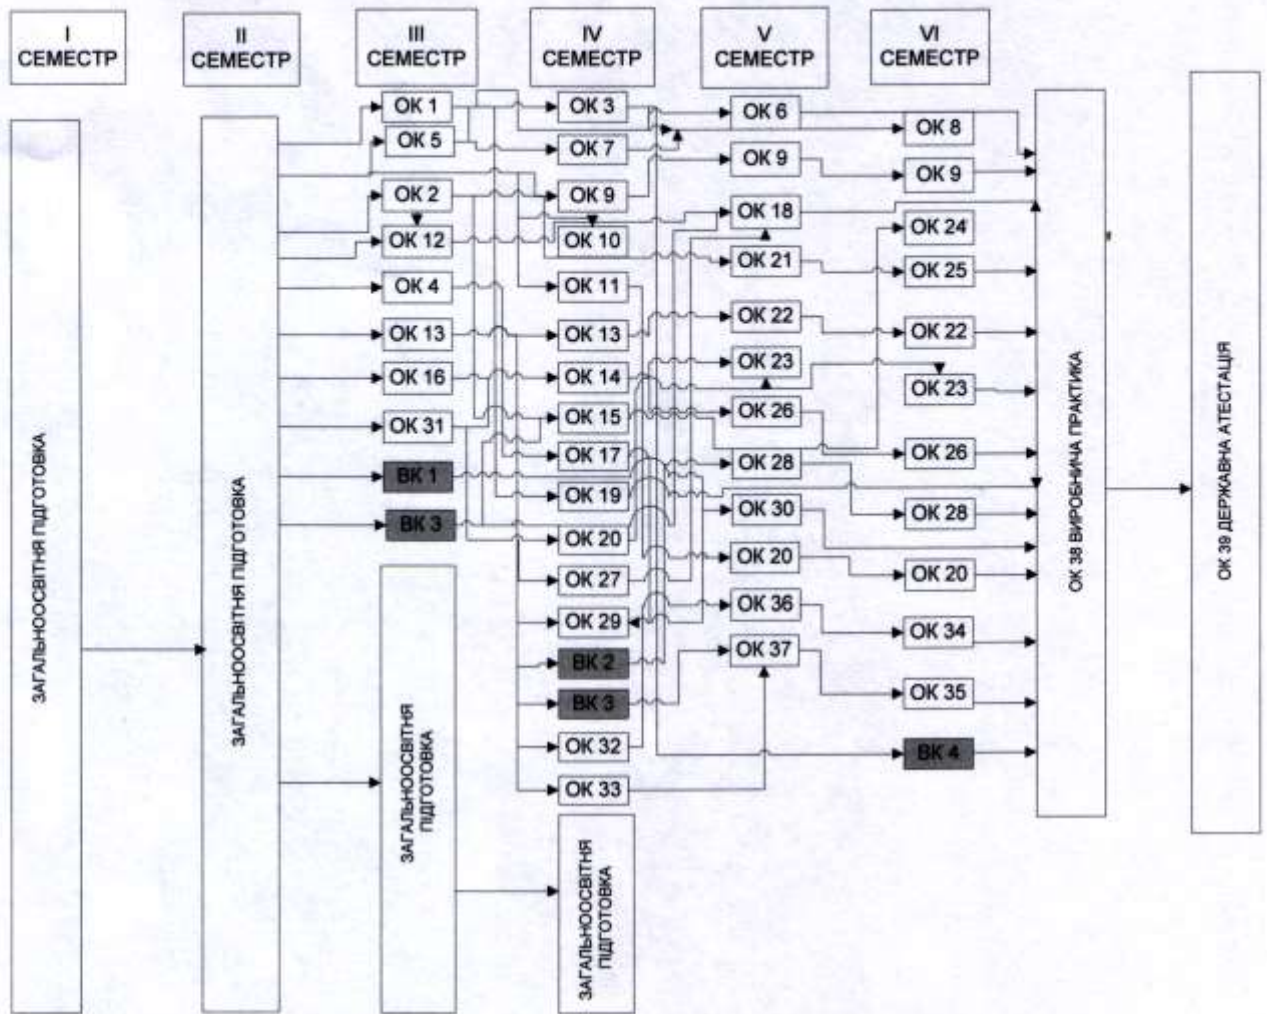 I
СЕМЕСТР
II
СЕМЕСТР
III
СЕМЕСТР
IV
СЕМЕСТР
V
СЕМЕСТР
VI
СЕМЕСТР
ЗАГАЛЬНООСВІТНЯ ПІДГОТОВКА
ЗАГАЛЬНООСВІТНЯ ПІДГОТОВКА
ОК 1
ОК 5
ОК 2
ОК 12
ОК 4
ОК 13
ОК 16
ОК 31
ВК 1
ВК 3
ЗАГАЛЬНООСВІТНЯ
ПІДГОТОВКА
ОК 3
ОК 7
ОК 9
ОК 10
ОК 11
ОК 13
ОК 14
ОК 15
ОК 17
ОК 19
ОК 20
ОК 27
ОК 29
ВК 2
ВК 3
ОК 32
ОК 33
ЗАГАЛЬНООСВІТНЯ
ПІДГОТОВКА
ОК 6
ОК 9
ОК 18
ОК 21
ОК 22
ОК 23
ОК 26
ОК 28
ОК 30
ОК 20
ОК 36
ОК 37
ОК 8
ОК 9
ОК 24
ОК 25
ОК 22
ОК 23
ОК 26
ОК 28
ОК 20
ОК 34
ОК 35
ВК 4
ОК 38 ВИРОБНИЧА ПРАКТИКА
ОК 39 ДЕРЖАВНА АТЕСТАЦІЯ